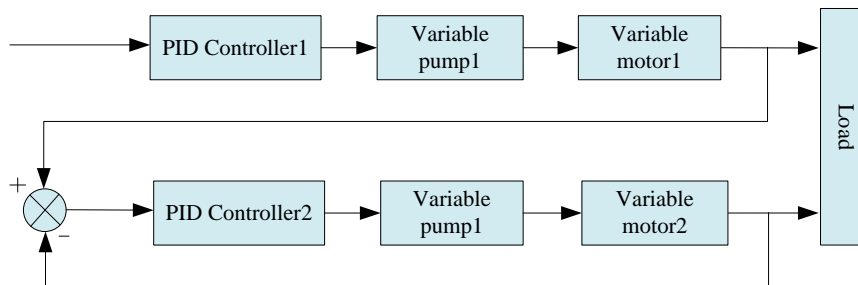 PID Controller1
Variable
pump1
Variable
motor1
Load
+
−
PID Controller2
Variable
pump1
Variable
motor2